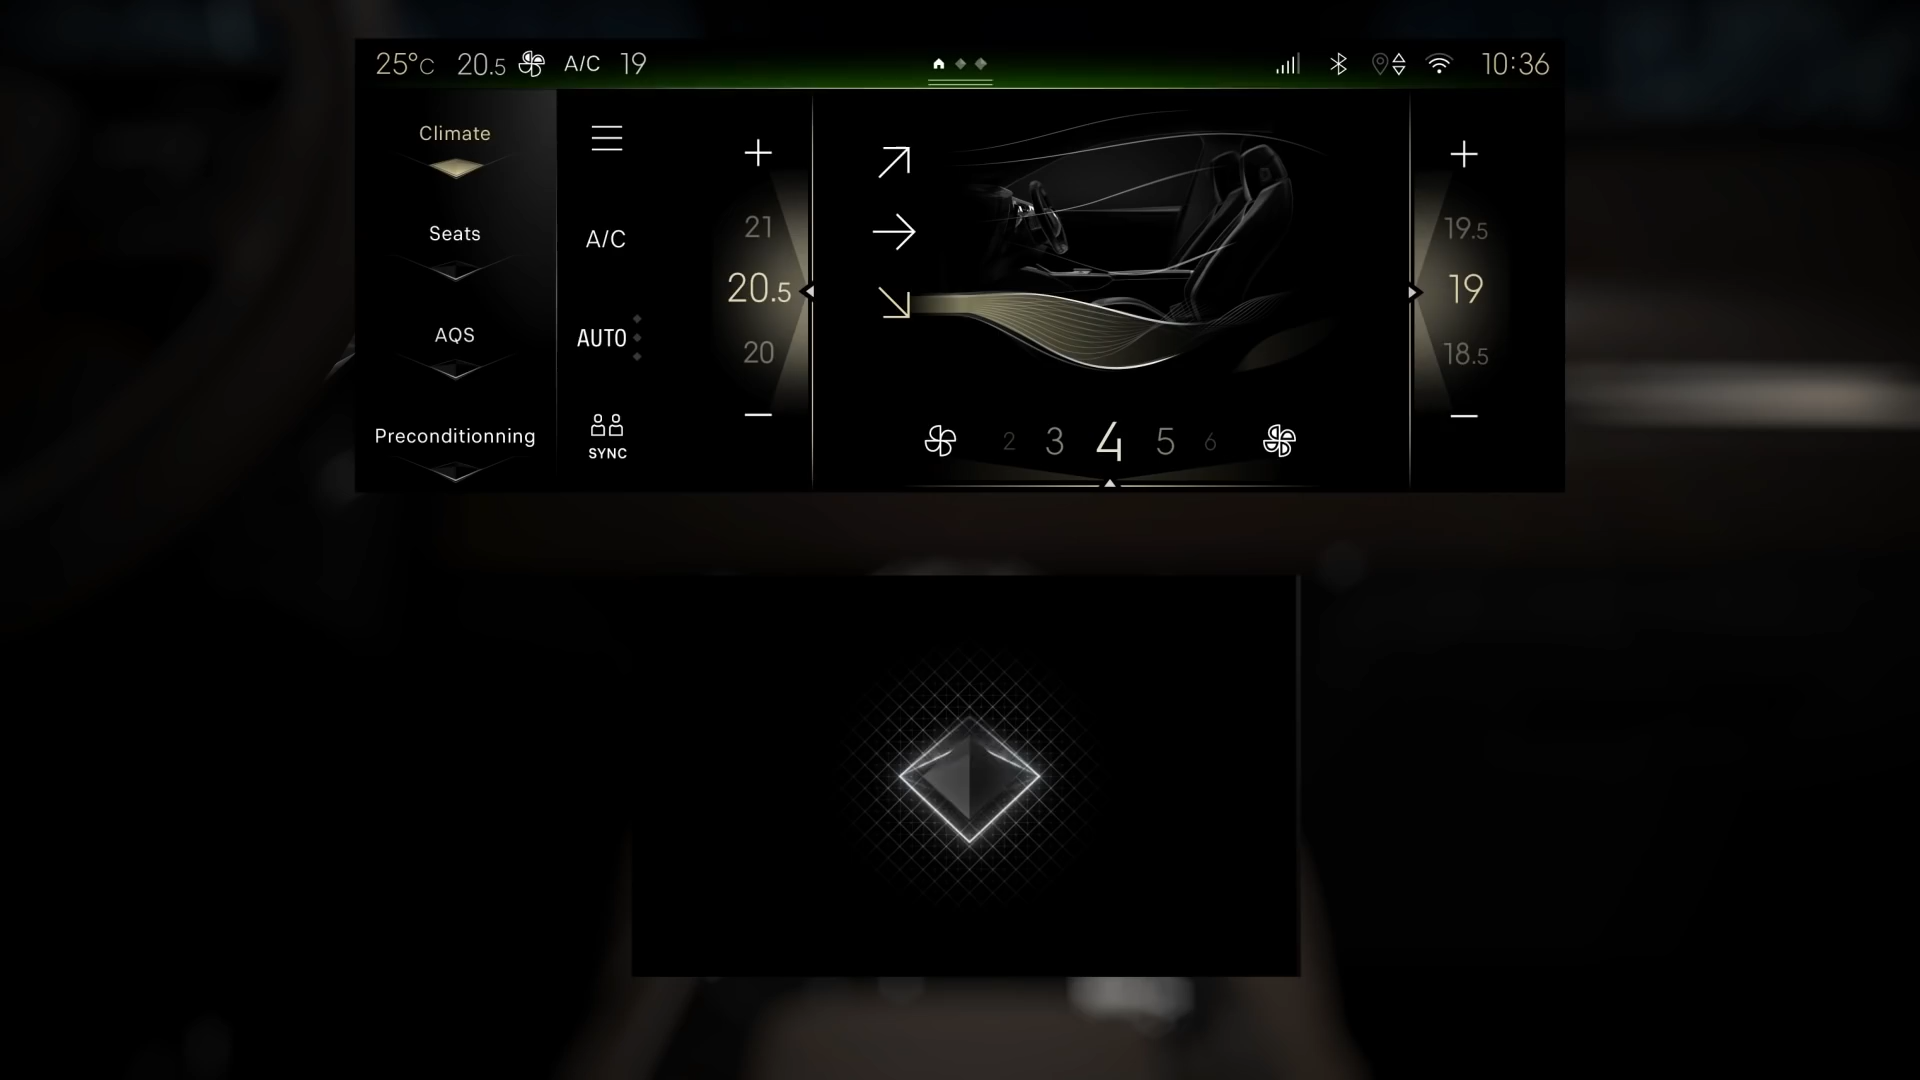 25°C 20.5 A/C 19 10:36
Climate
Seats
AQS
Preconditionning
A/C
AUTO
SYNC
21
20.5
20
19.5
19
18.5
2 3 4 5 6